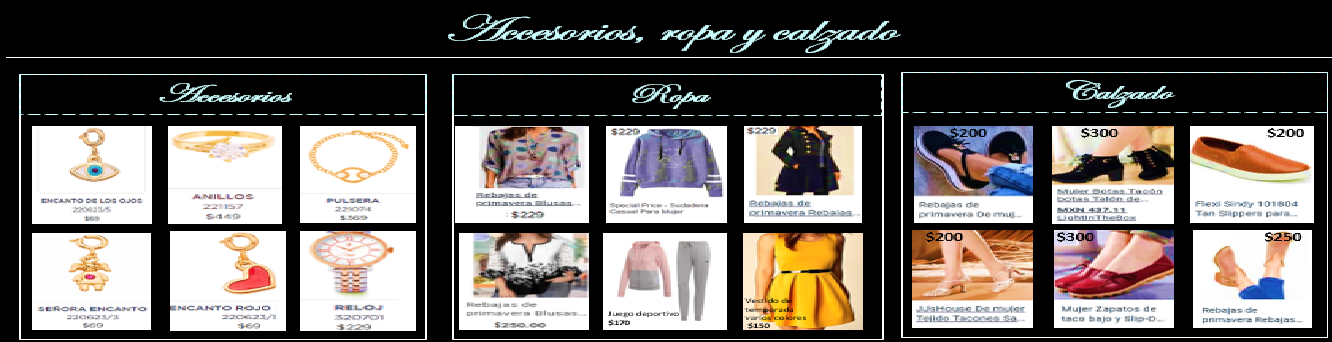 Accesorios, ropa y calzado
Accesorios
ENCANTO DE LOS OJOS
220623/5
$69
ANILLOS
221157
$449
PULSERA
221074
$369
SEÑORA ENCANTO
220623/3
$69
ENCANTO ROJO
220623/1
$69
RELOJ
320701
$229
Ropa
Rebajas de
primavera Blusas...
$229
$229
Special Price - Sudadera
Casual Para Mujer
$229
Rebajas de
primavera Rebajas...
Rebajas de
primavera Blusas...
$250.00
Juego deportivo
$170
Vestido de
temporada
varios colores
$150
Calzado
$200
Rebajas de
primavera De muj...
$300
Mujer Botas Tacón
botas Talón de...
MXN 437.11
LightInTheBox
$200
Flexi Sindy 101804
Tan Slippers para...
$200
JUsHouse De mujer
Tejido Tacones Sa...
$300
Mujer Zapatos de
taco bajo y Slip-O...
$250
Rebajas de
primavera Rebajas...